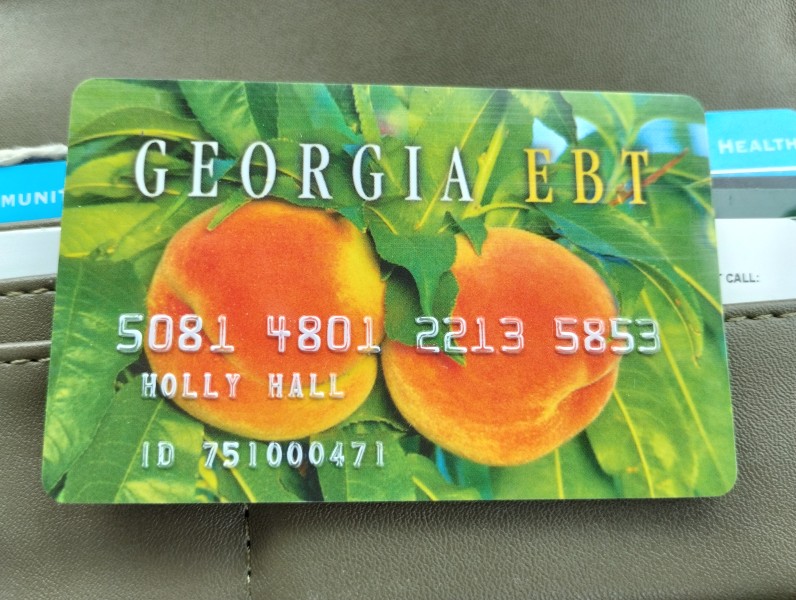 GEORGIA EBT
5081 4801 2213 5853
HOLLY HALL
ID 751000471
HEALTH
CALL: